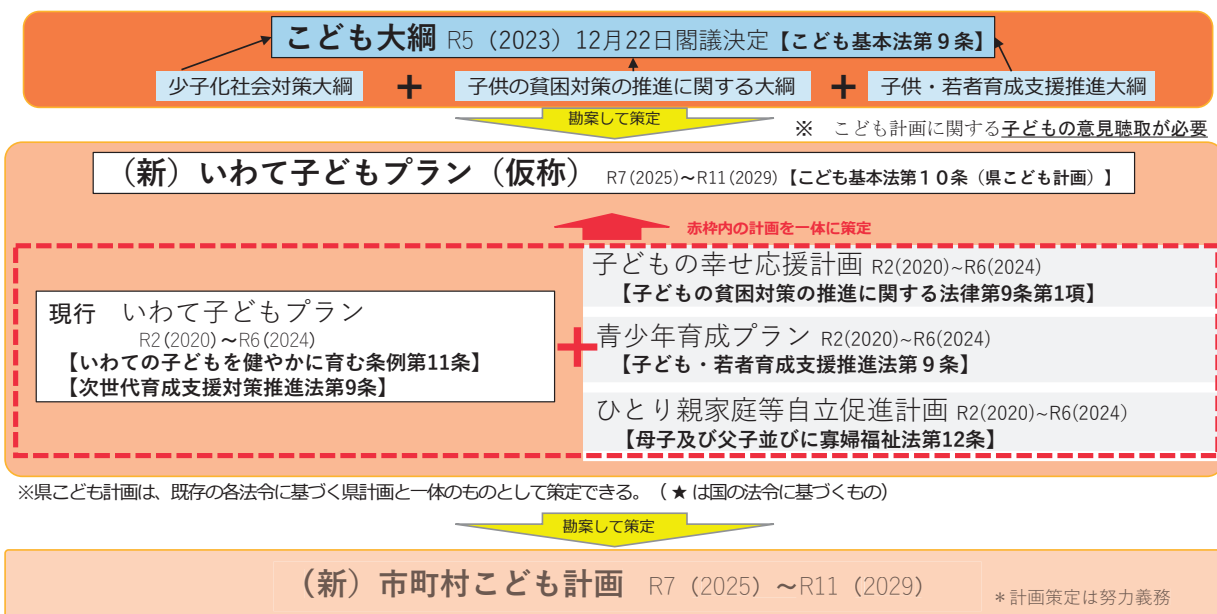 こども大綱 R5（2023）12月22日閣議決定【こども基本法第９条】
少子化社会対策大綱 ＋ 子供の貧困対策の推進に関する大綱 ＋ 子供・若者育成支援推進大綱
勘案して策定
※　こども計画に関する子どもの意見聴取が必要
（新）いわて子どもプラン（仮称） R7(2025)～R11(2029)【こども基本法第１０条（県こども計画）】
赤枠内の計画を一体に策定
現行　いわて子どもプラン
R2(2020)～R6(2024)
【いわての子どもを健やかに育む条例第11条】
【次世代育成支援対策推進法第9条】
＋
子どもの幸せ応援計画 R2(2020)~R6(2024)
【子どもの貧困対策の推進に関する法律第9条第1項】
青少年育成プラン R2(2020)~R6(2024)
【子ども・若者育成支援推進法第９条】
ひとり親家庭等自立促進計画 R2(2020)~R6(2024)
【母子及び父子並びに寡婦福祉法第12条】
※県こども計画は、既存の各法令に基づく県計画と一体のものとして策定できる。（★は国の法令に基づくもの）
勘案して策定
（新）市町村こども計画 R7（2025）～R11（2029）
＊計画策定は努力義務